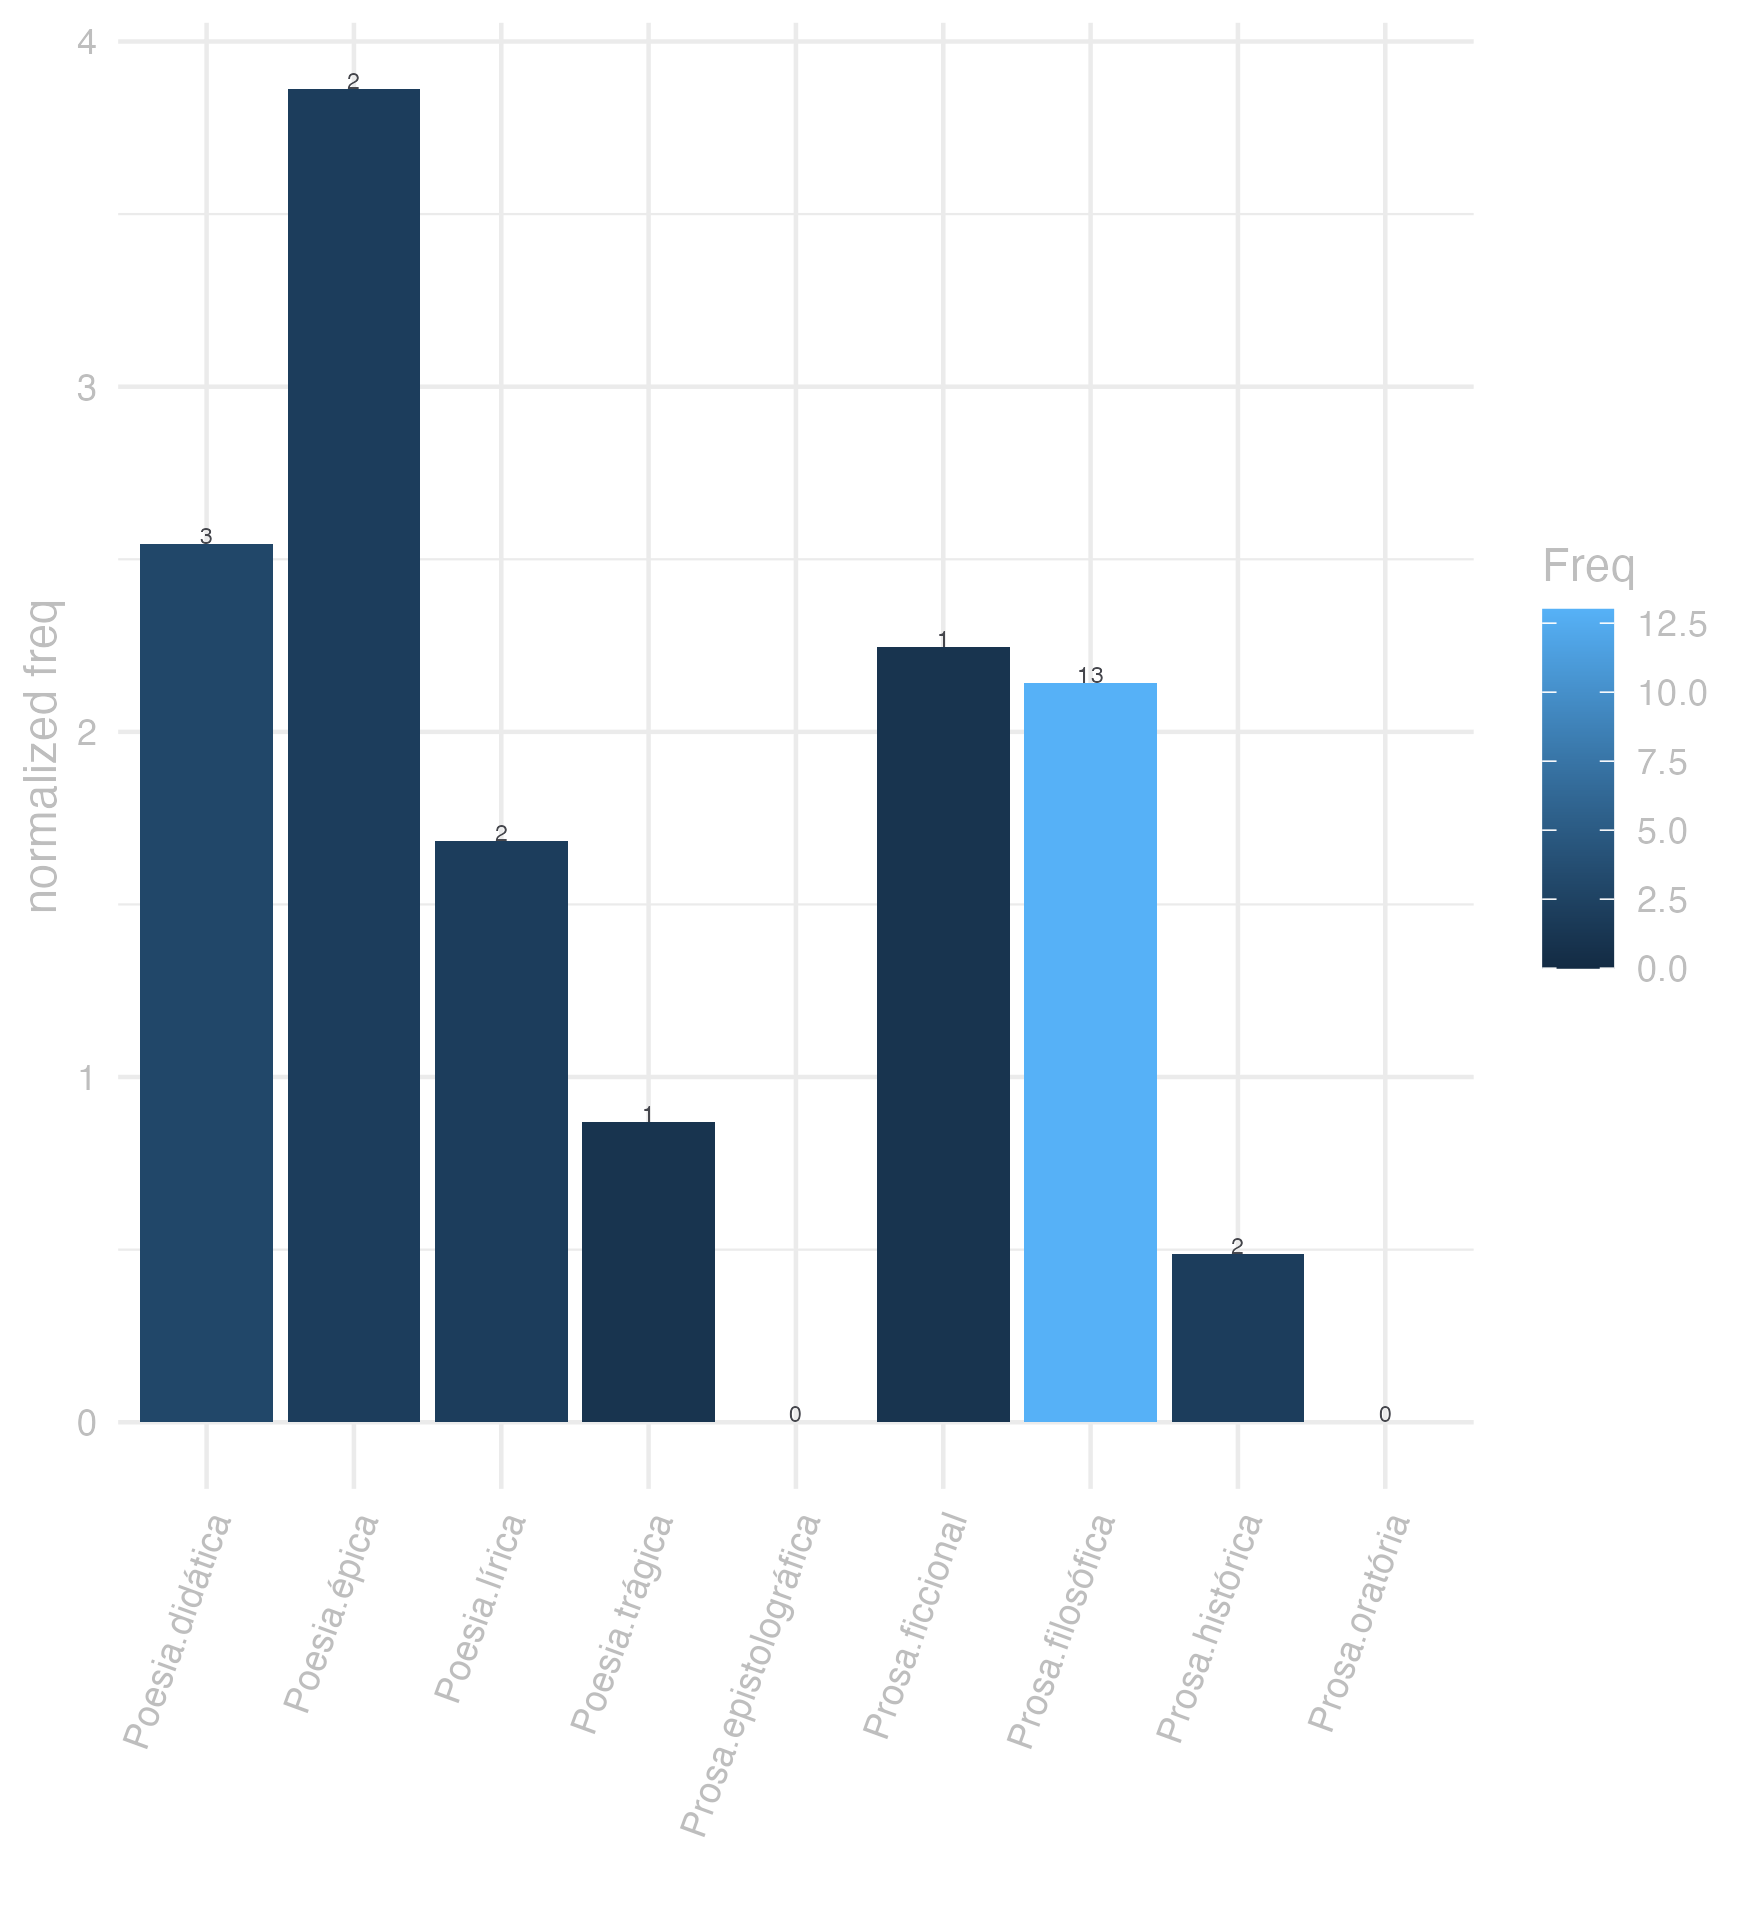 4
3
2
1
0
normalized freq
3
2
2
1
0
1
13
2
0
Poesia.didática
Poesia.épica
Poesia.lírica
Poesia.trágica
Prosa.epistolográfica
Prosa.ficcional
Prosa.filosófica
Prosa.histórica
Prosa.oratória
Freq
12.5
10.0
7.5
5.0
2.5
0.0